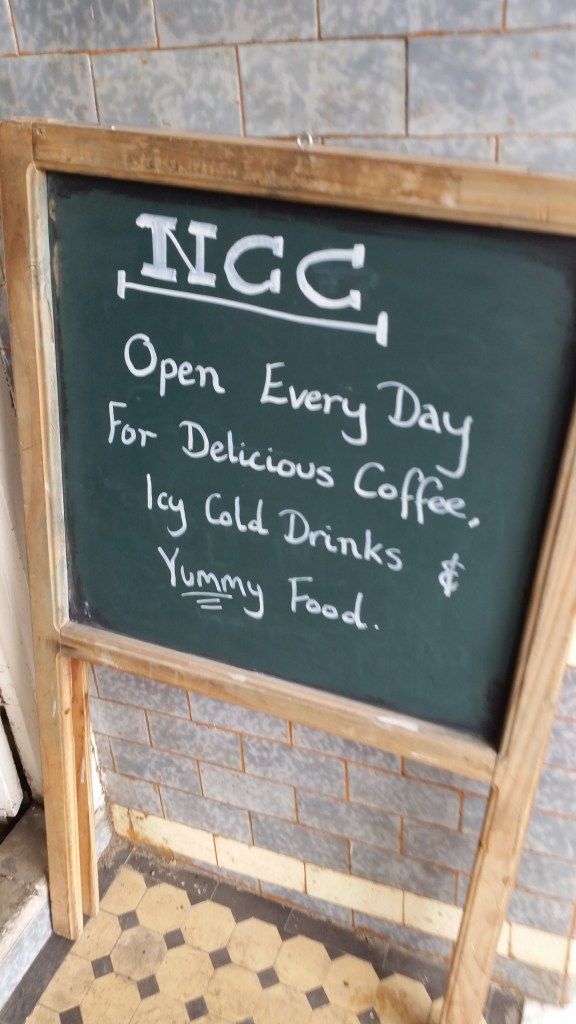 NCC
Open Every Day
For Delicious Coffee,
Icy Cold Drinks &
Yummy Food.